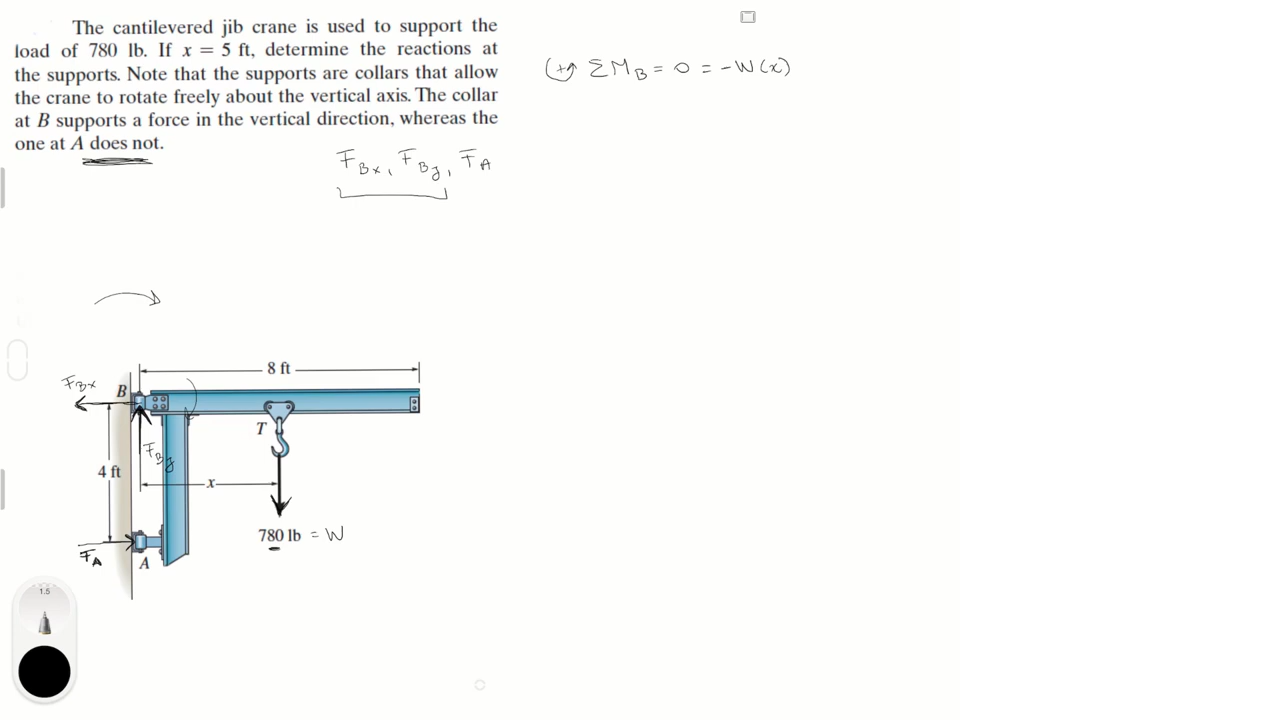 The cantilevered jib crane is used to support the
load of 780 lb. If x = 5 ft, determine the reactions at
the supports. Note that the supports are collars that allow
the crane to rotate freely about the vertical axis. The collar
at B supports a force in the vertical direction, whereas the
one at A does not.
(+ ΣM_B = 0 = -W(x)
F_Bx, F_By, F_A
8 ft
F_Bx
B
T
F_By
4 ft
x
780 lb = W
F_A
A
1.5